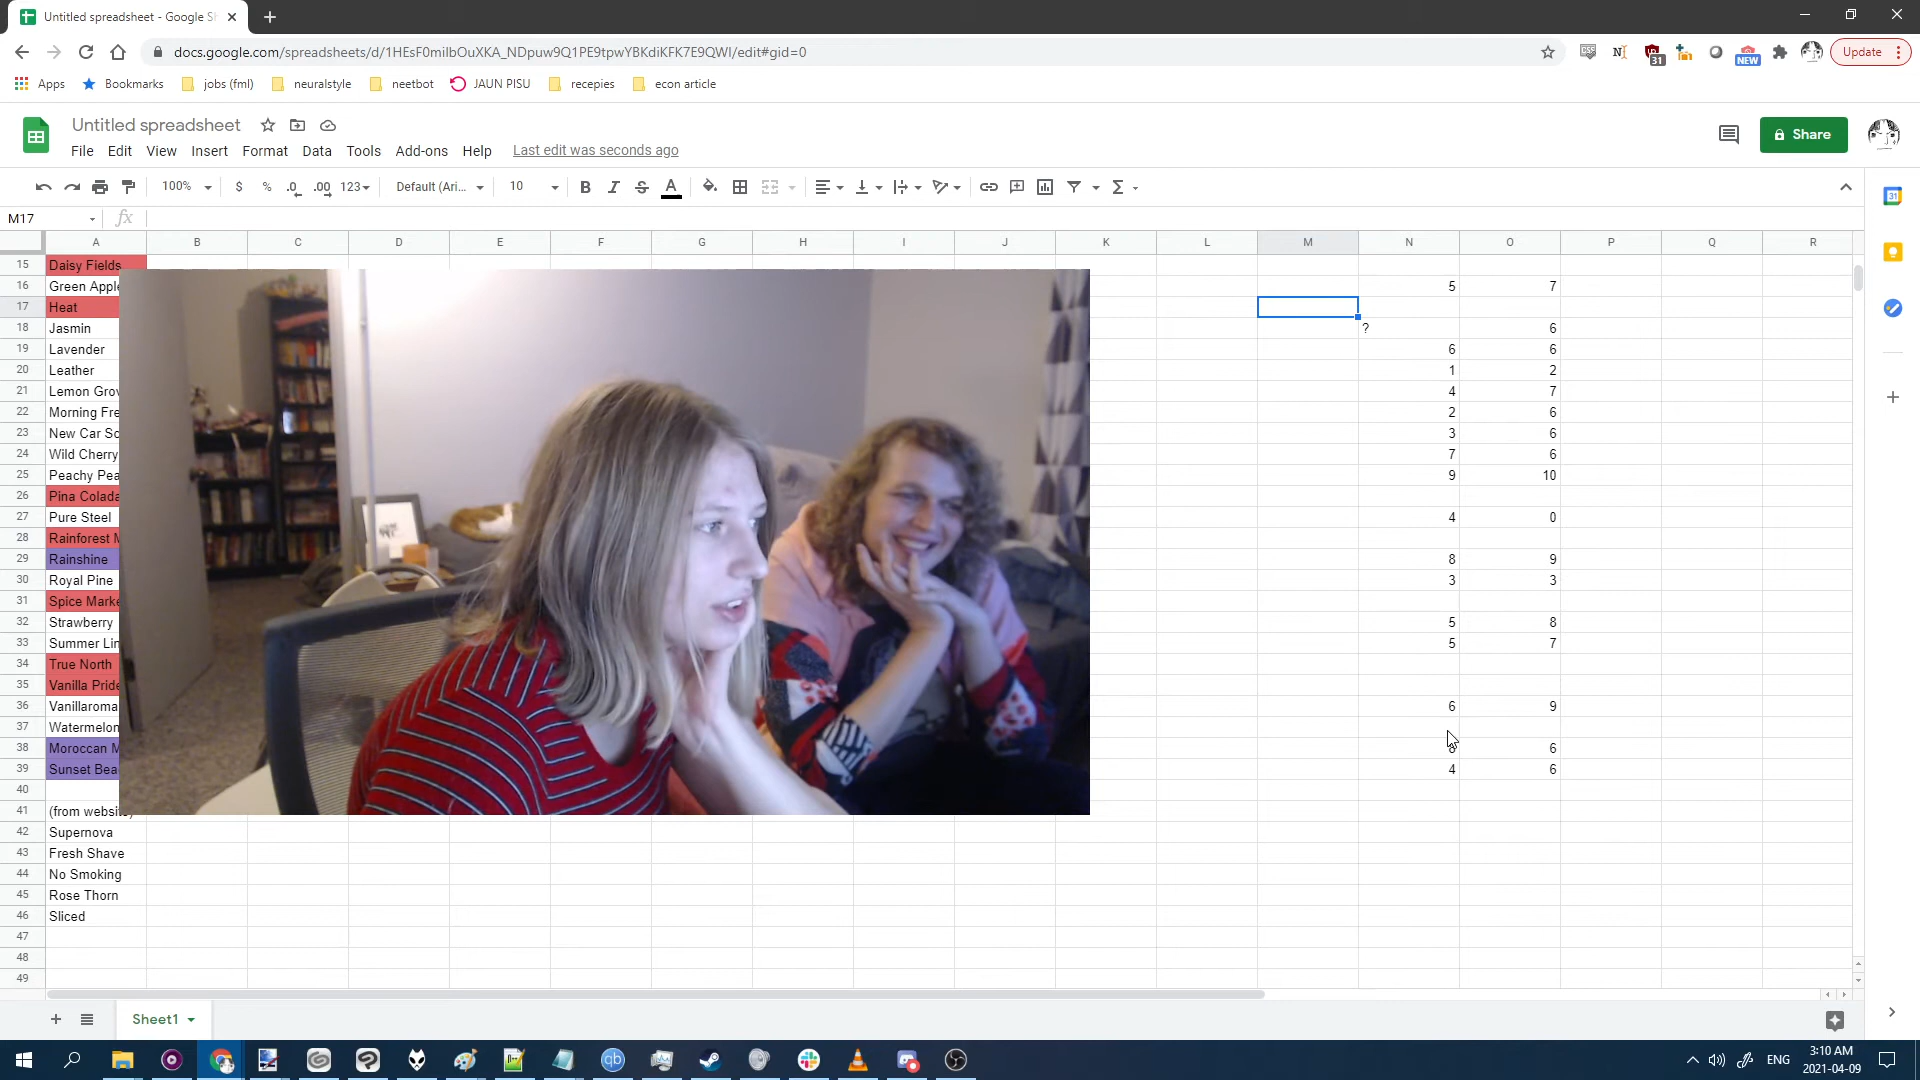 Untitled spreadsheet - Google Sh
docs.google.com/spreadsheets/d/1HEsF0miIbOuXKA_NDpuw9Q1PE9tpwYBKdiKFK7E9QWI/edit#gid=0
31
NEW
Update
Apps Bookmarks jobs (fml) neuralstyle neetbot JAUN PISU recepies econ article
Untitled spreadsheet
Share
File Edit View Insert Format Data Tools Add-ons Help Last edit was seconds ago
100% $ % .0 .00 123 Default (Ari... 10 B I S A
31
M17 fx
A B C D E F G H I J K L M N O P Q R
15 Daisy Fields
16 Green Apple 5 7
17 Heat
18 Jasmin ? 6
19 Lavender 6 6
20 Leather 1 2
21 Lemon Grov 4 7
22 Morning Fre 2 6
23 New Car Sc 3 6
24 Wild Cherry 7 6
25 Peachy Pea 9 10
26 Pina Colada
27 Pure Steel 4 0
28 Rainforest M
29 Rainshine 8 9
30 Royal Pine 3 3
31 Spice Marke
32 Strawberry 5 8
33 Summer Lin 5 7
34 True North
35 Vanilla Pride
36 Vanillaroma 6 9
37 Watermelon
38 Moroccan M 6
39 Sunset Bea 4 6
40
41 (from website)
42 Supernova
43 Fresh Shave
44 No Smoking
45 Rose Thorn
46 Sliced
47
48
49
Sheet1
ENG
3:10 AM
2021-04-09